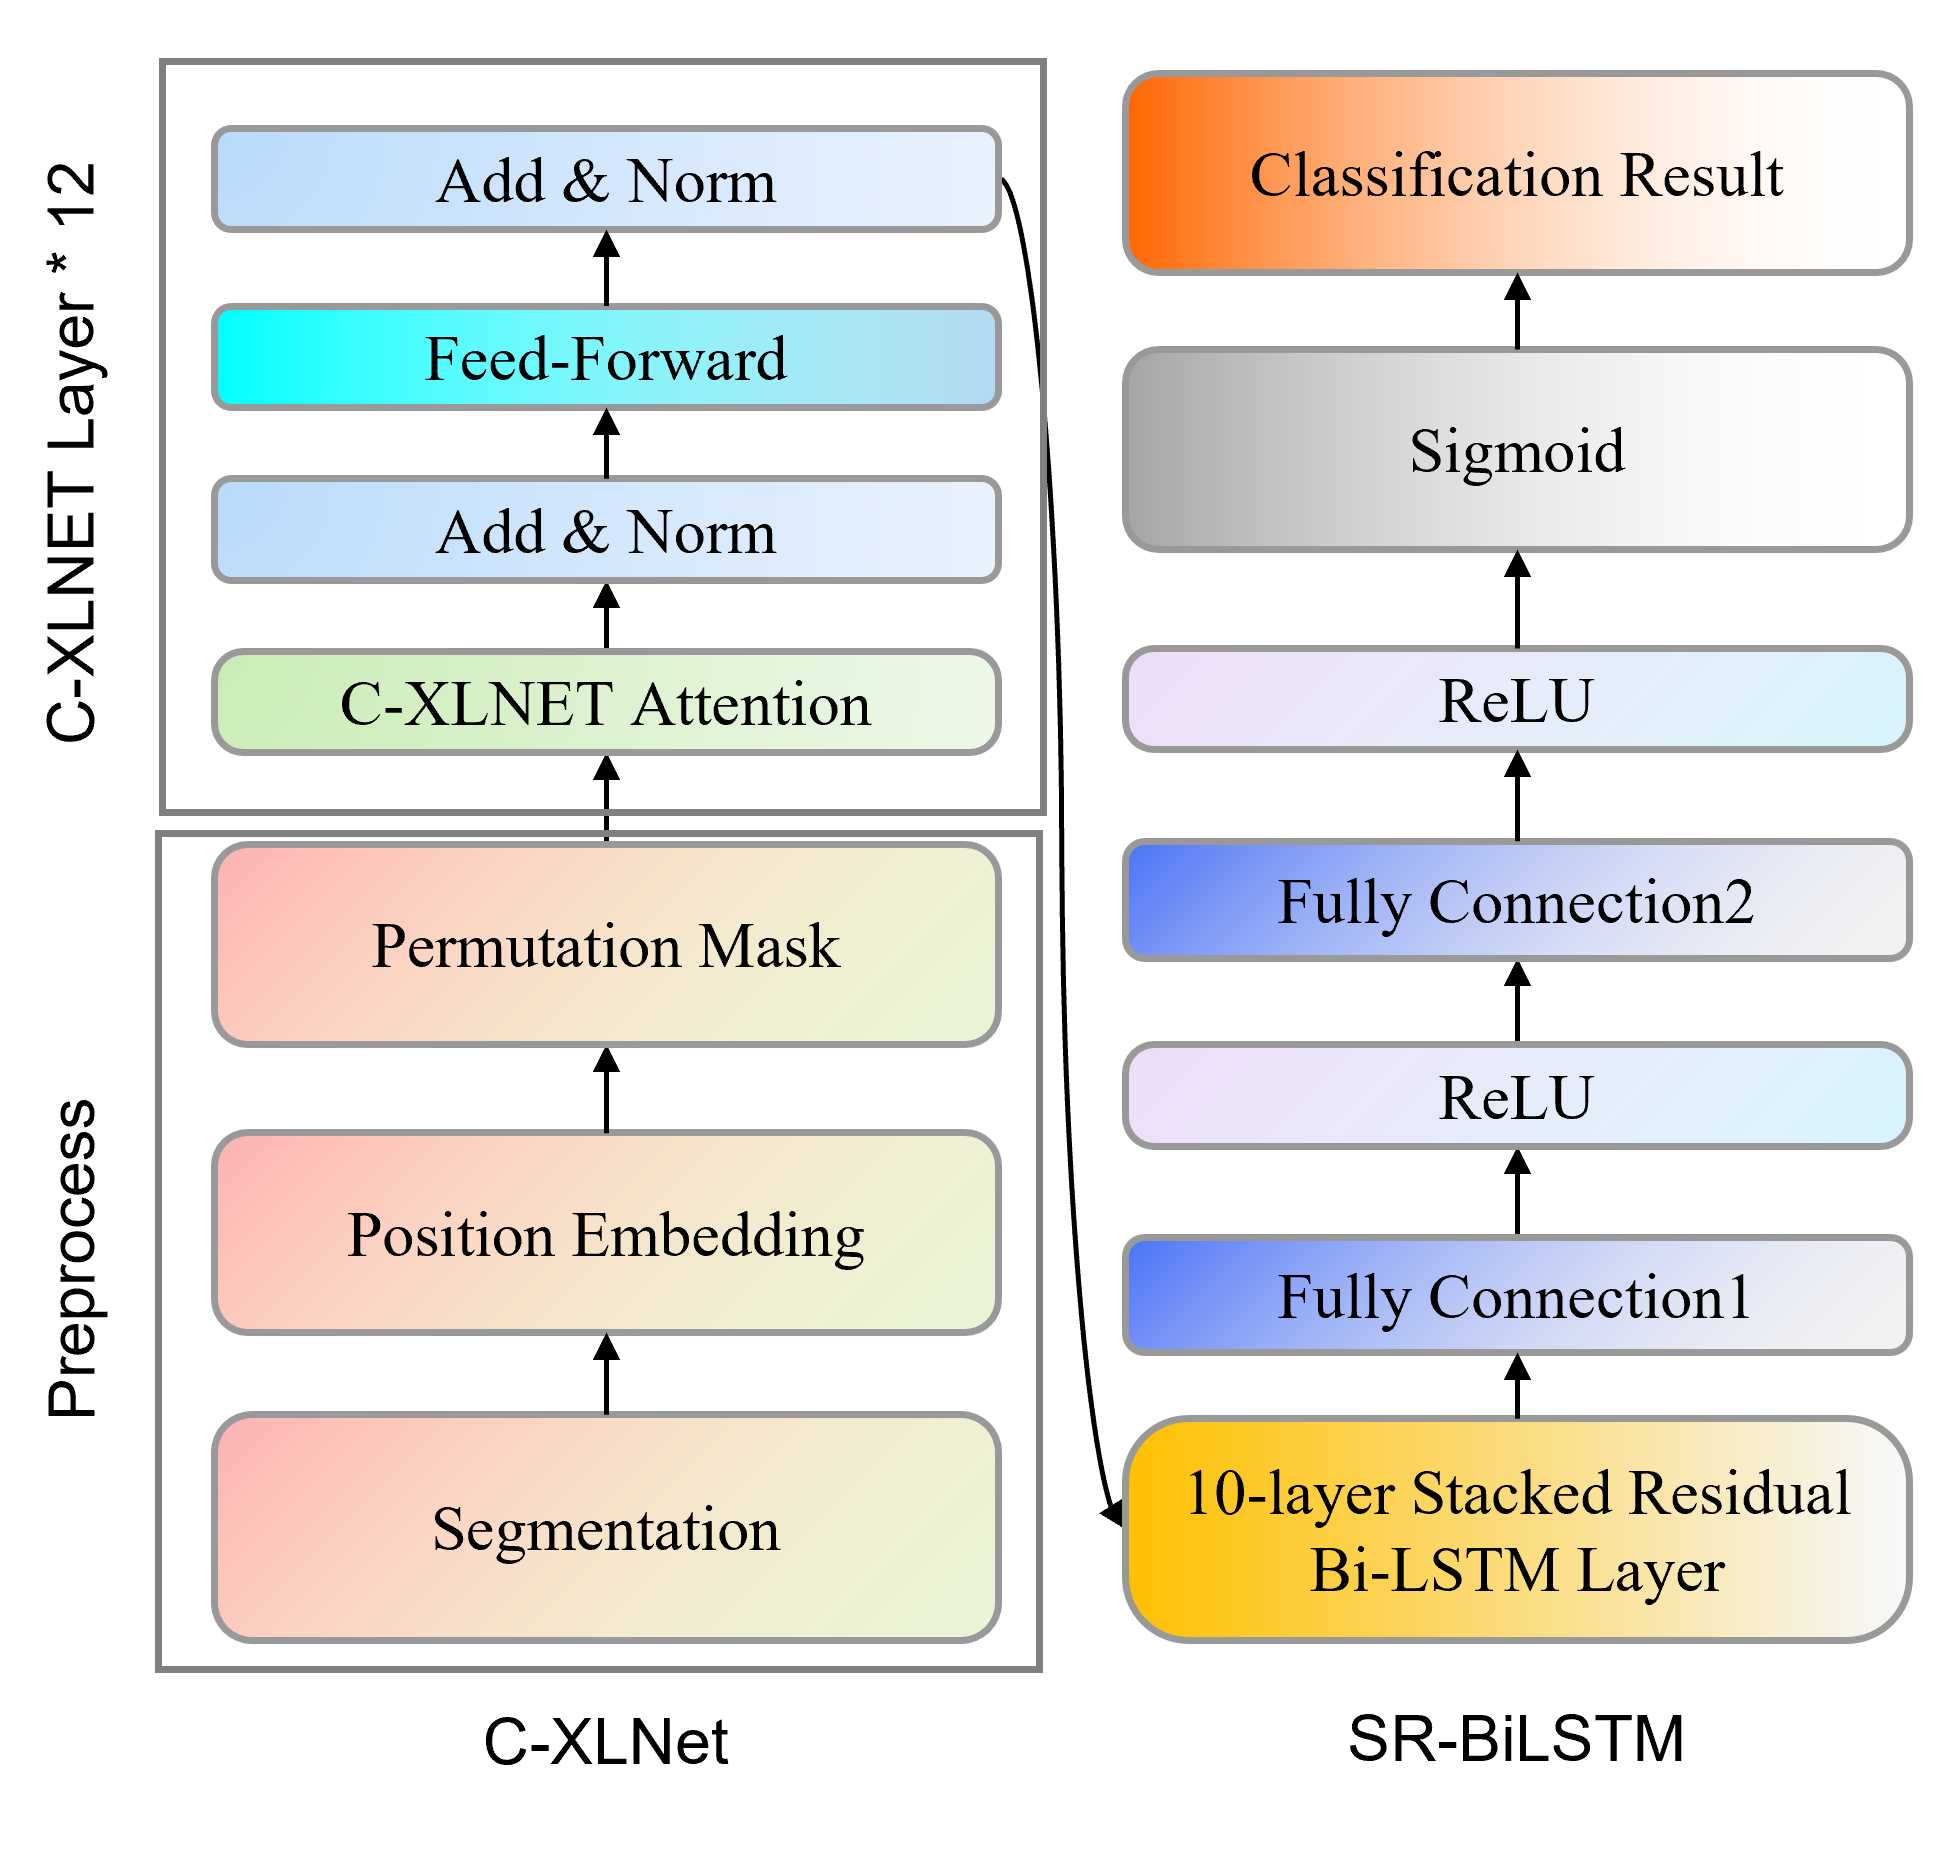 C-XLNET Layer * 12
Add & Norm
Feed-Forward
Add & Norm
C-XLNET Attention
Preprocess
Permutation Mask
Position Embedding
Segmentation
C-XLNet
Classification Result
Sigmoid
ReLU
Fully Connection2
ReLU
Fully Connection1
10-layer Stacked Residual
Bi-LSTM Layer
SR-BiLSTM